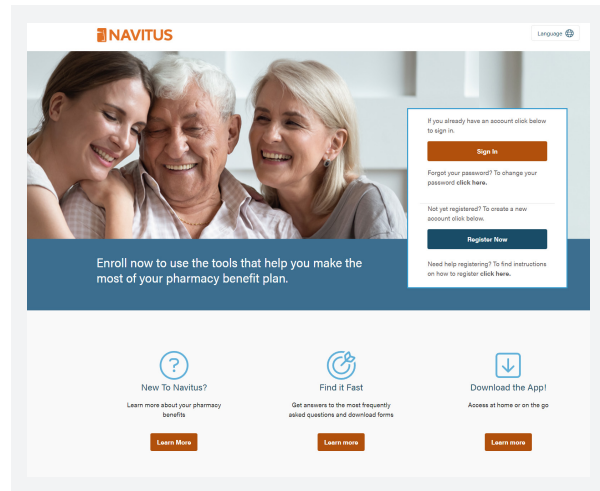 NAVITUS
Language
If you already have an account click below
to sign in.
Sign In
Forgot your password? To change your
password click here.
Not yet registered? To create a new
account click below.
Register Now
Need help registering? To find instructions
on how to register click here.
Enroll now to use the tools that help you make the
most of your pharmacy benefit plan.
?
New To Navitus?
Learn more about your pharmacy
benefits
Learn More
Find it Fast
Get answers to the most frequently
asked questions and download forms
Learn more
Download the App!
Access at home or on the go
Learn more